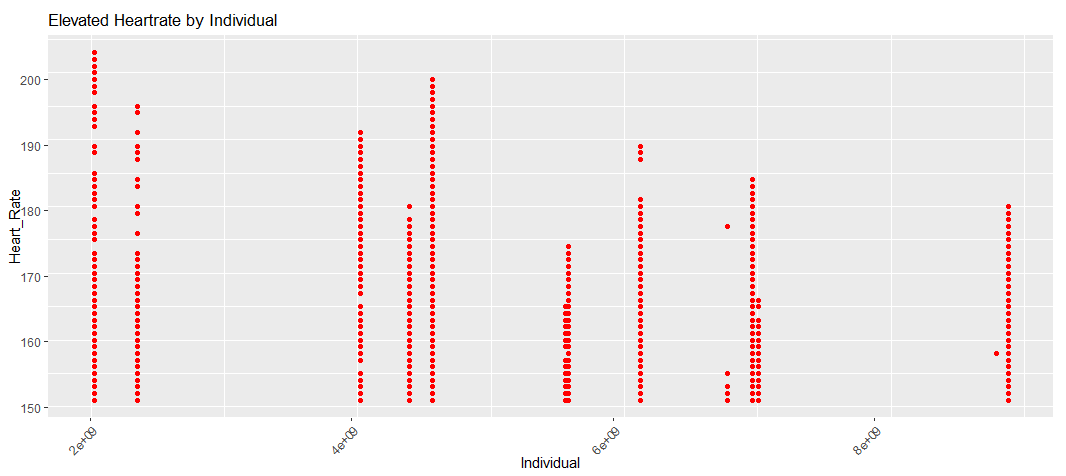 Elevated Heartrate by Individual
Heart_Rate
200
190
180
170
160
150
2e+09
4e+09
6e+09
8e+09
Individual